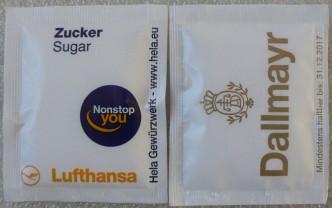 Zucker
Sugar
Nonstop
you
Lufthansa
Hela Gewürzwerk - www.hela.eu
Dallmayr
Mindestens haltbar bis: 31.12.2017